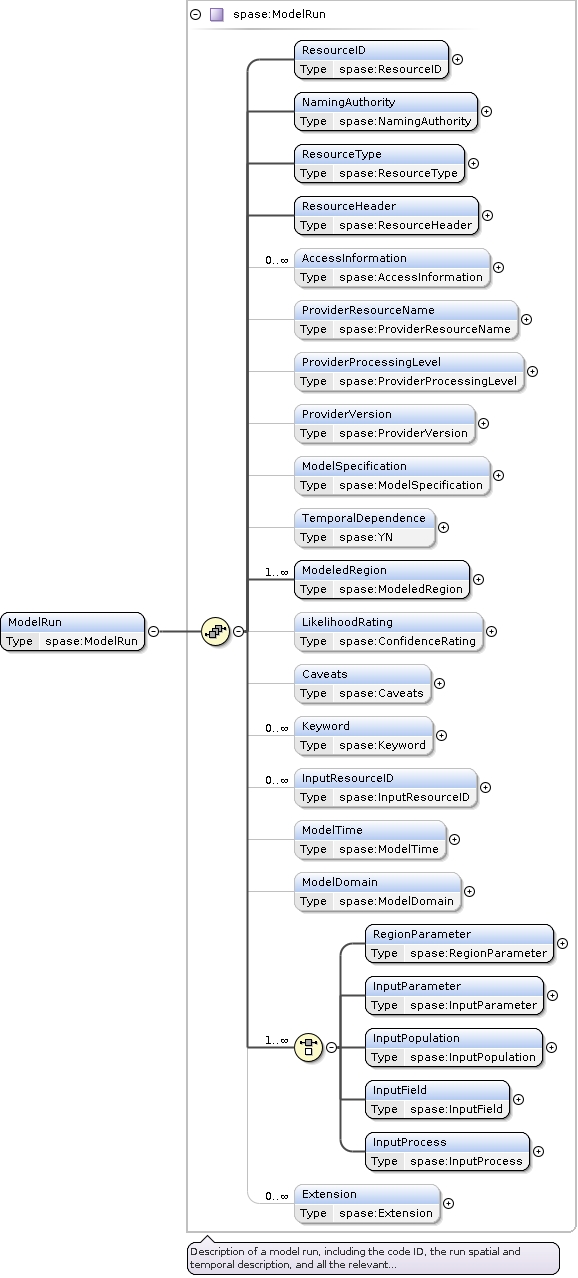 spase:ModelRun
ResourceID
Type spase:ResourceID
NamingAuthority
Type spase:NamingAuthority
ResourceType
Type spase:ResourceType
ResourceHeader
Type spase:ResourceHeader
0..∞
AccessInformation
Type spase:AccessInformation
ProviderResourceName
Type spase:ProviderResourceName
ProviderProcessingLevel
Type spase:ProviderProcessingLevel
ProviderVersion
Type spase:ProviderVersion
ModelSpecification
Type spase:ModelSpecification
TemporalDependence
Type spase:YN
1..∞
ModeledRegion
Type spase:ModeledRegion
ModelRun
Type spase:ModelRun
LikelihoodRating
Type spase:ConfidenceRating
Caveats
Type spase:Caveats
0..∞
Keyword
Type spase:Keyword
0..∞
InputResourceID
Type spase:InputResourceID
ModelTime
Type spase:ModelTime
ModelDomain
Type spase:ModelDomain
1..∞
RegionParameter
Type spase:RegionParameter
InputParameter
Type spase:InputParameter
InputPopulation
Type spase:InputPopulation
InputField
Type spase:InputField
InputProcess
Type spase:InputProcess
0..∞
Extension
Type spase:Extension
Description of a model run, including the code ID, the run spatial and
temporal description, and all the relevant...